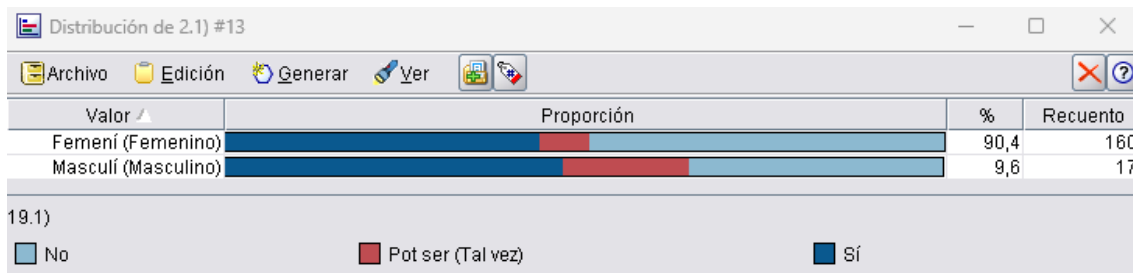 Distribución de 2.1) #13
Archivo Edición Generar Ver
Valor Proporción % Recuento
Femení (Femenino) 90,4 160
Masculí (Masculino) 9,6 17
19.1)
No Pot ser (Tal vez) Sí